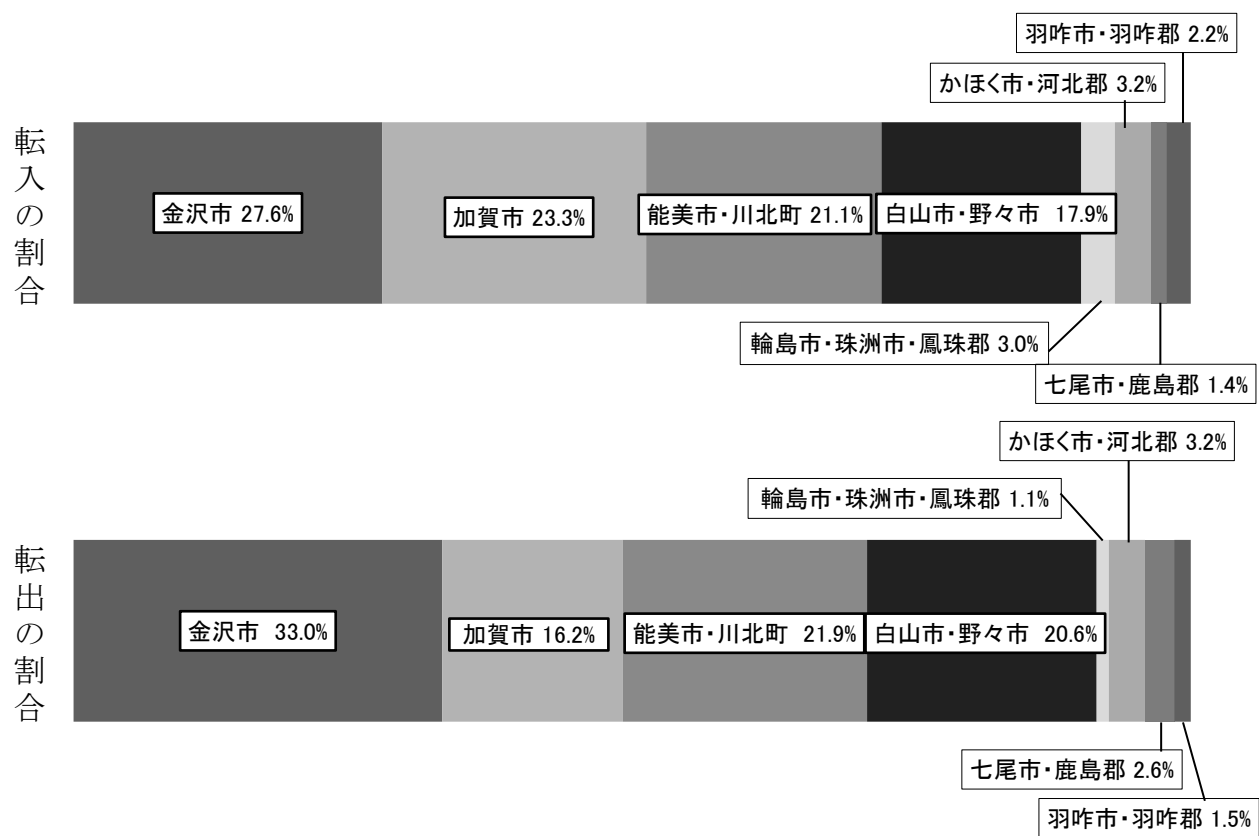 羽咋市・羽咋郡 2.2%
かほく市・河北郡 3.2%
転入の割合
金沢市 27.6%
加賀市 23.3%
能美市・川北町 21.1%
白山市・野々市 17.9%
輪島市・珠洲市・鳳珠郡 3.0%
七尾市・鹿島郡 1.4%
かほく市・河北郡 3.2%
輪島市・珠洲市・鳳珠郡 1.1%
転出の割合
金沢市 33.0%
加賀市 16.2%
能美市・川北町 21.9%
白山市・野々市 20.6%
七尾市・鹿島郡 2.6%
羽咋市・羽咋郡 1.5%